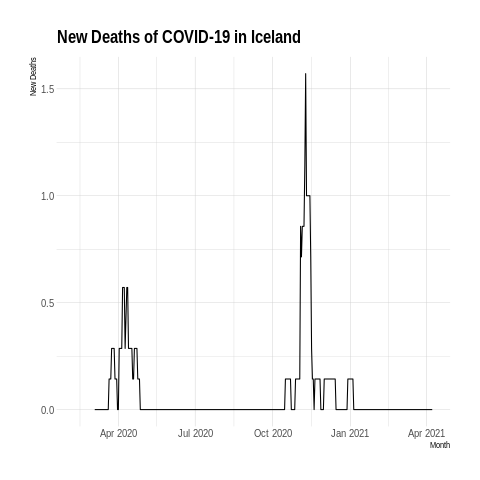 New Deaths of COVID-19 in Iceland
New Deaths
1.5
1.0
0.5
0.0
Apr 2020 Jul 2020 Oct 2020 Jan 2021 Apr 2021
Month